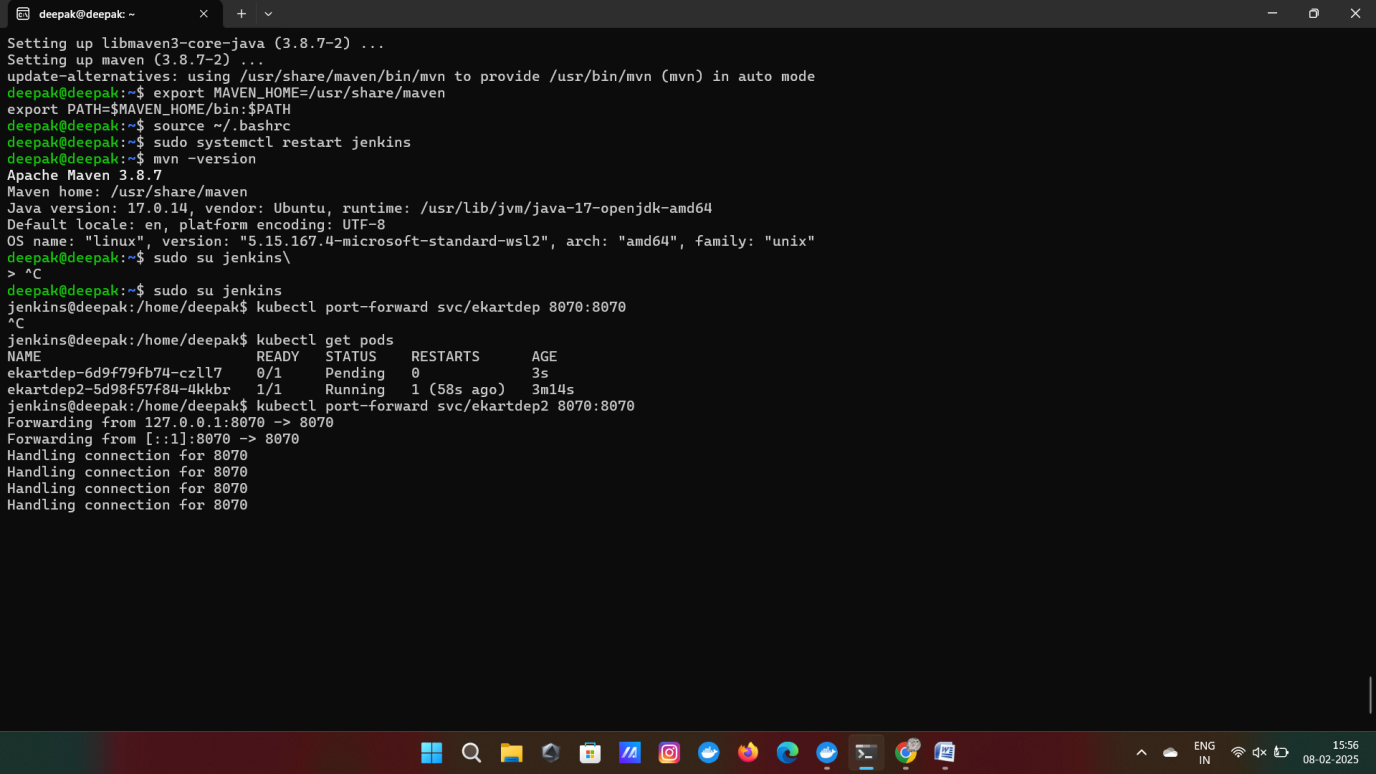 deepak@deepak: ~
Setting up libmaven3-core-java (3.8.7-2) ...
Setting up maven (3.8.7-2) ...
update-alternatives: using /usr/share/maven/bin/mvn to provide /usr/bin/mvn (mvn) in auto mode
deepak@deepak:~$ export MAVEN_HOME=/usr/share/maven
export PATH=$MAVEN_HOME/bin:$PATH
deepak@deepak:~$ source ~/.bashrc
deepak@deepak:~$ sudo systemctl restart jenkins
deepak@deepak:~$ mvn -version
Apache Maven 3.8.7
Maven home: /usr/share/maven
Java version: 17.0.14, vendor: Ubuntu, runtime: /usr/lib/jvm/java-17-openjdk-amd64
Default locale: en, platform encoding: UTF-8
OS name: "linux", version: "5.15.167.4-microsoft-standard-wsl2", arch: "amd64", family: "unix"
deepak@deepak:~$ sudo su jenkins\
> ^C
deepak@deepak:~$ sudo su jenkins
jenkins@deepak:/home/deepak$ kubectl port-forward svc/ekartdep 8070:8070
^C
jenkins@deepak:/home/deepak$ kubectl get pods
NAME READY STATUS RESTARTS AGE
ekartdep-6d9f79fb74-czll7 0/1 Pending 0 3s
ekartdep2-5d98f57f84-4kkbr 1/1 Running 1 (58s ago) 3m14s
jenkins@deepak:/home/deepak$ kubectl port-forward svc/ekartdep2 8070:8070
Forwarding from 127.0.0.1:8070 -> 8070
Forwarding from [::1]:8070 -> 8070
Handling connection for 8070
Handling connection for 8070
Handling connection for 8070
Handling connection for 8070
ENG
IN
15:56
08-02-2025